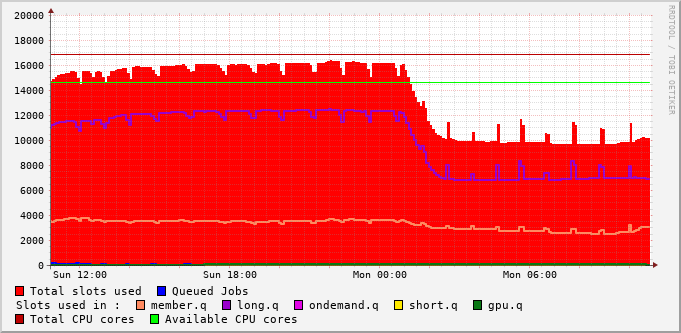 20000
18000
16000
14000
12000
10000
8000
6000
4000
2000
0
Sun 12:00 Sun 18:00 Mon 00:00 Mon 06:00
RRDTOOL / TOBI OETIKER
Total slots used Queued Jobs
Slots used in : member.q long.q ondemand.q short.q gpu.q
Total CPU cores Available CPU cores